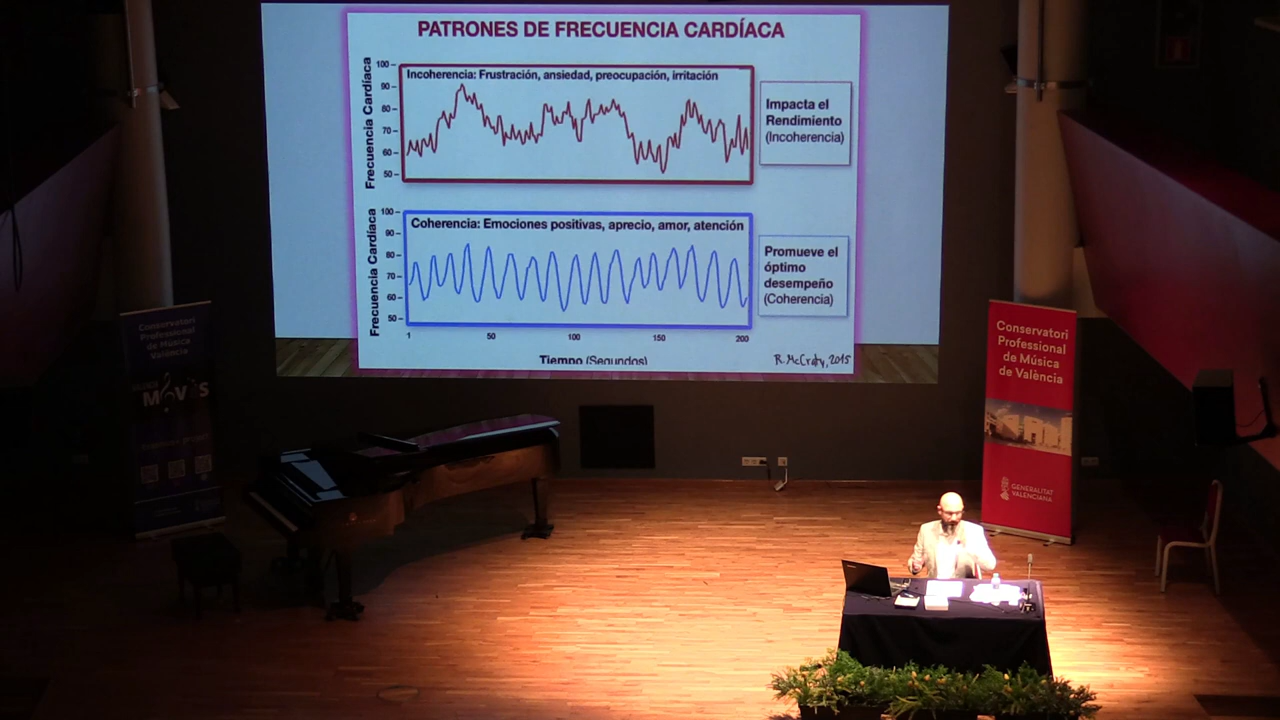 PATRONES DE FRECUENCIA CARDÍACA
Frecuencia Cardíaca
100
90
80
70
60
50
Incoherencia: Frustración, ansiedad, preocupación, irritación
Impacta el
Rendimiento
(Incoherencia)
Frecuencia Cardíaca
100
90
80
70
60
50
Coherencia: Emociones positivas, aprecio, amor, atención
Promueve el
óptimo
desempeño
(Coherencia)
1 50 100 150 200
Tiempo (Segundos)
R. McCraty, 2015
Conservatori
Professional
de Música
València
Conservatori
Professional
de Música
de València
GENERALITAT
VALENCIANA